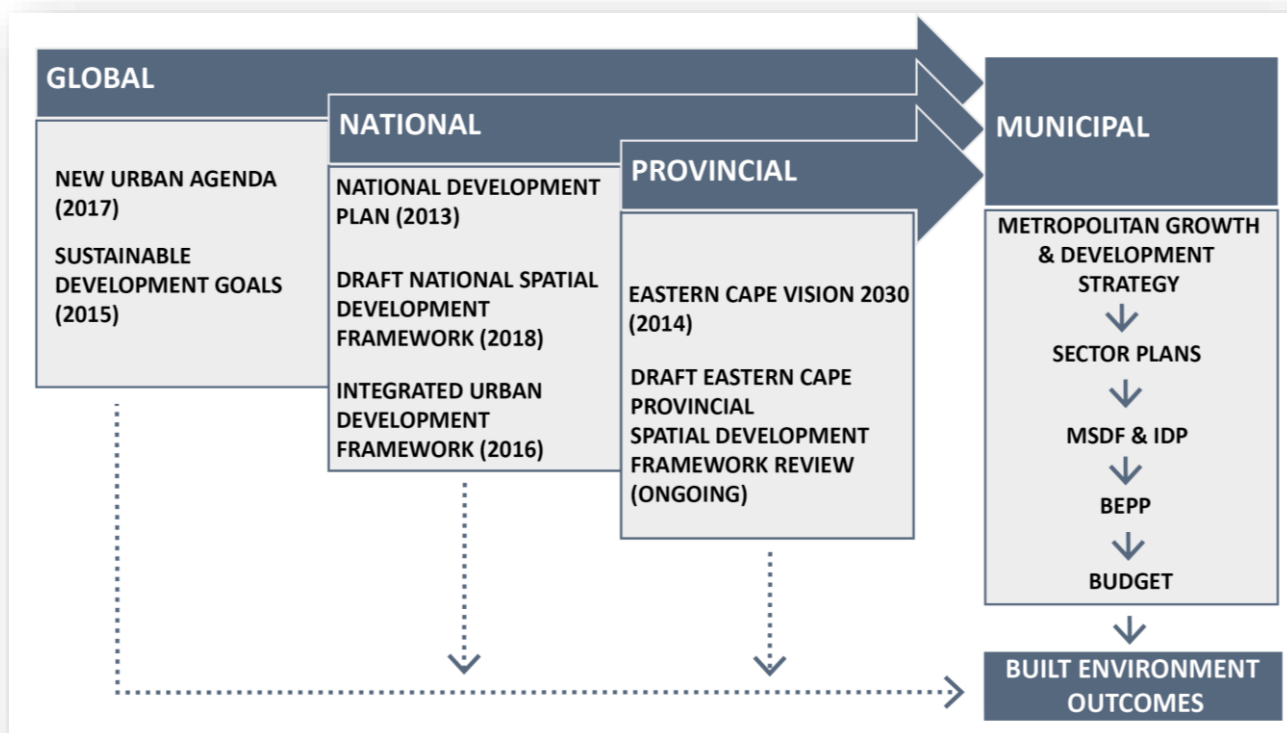 GLOBAL
NEW URBAN AGENDA
(2017)
SUSTAINABLE
DEVELOPMENT GOALS
(2015)
NATIONAL
NATIONAL DEVELOPMENT
PLAN (2013)
DRAFT NATIONAL SPATIAL
DEVELOPMENT
FRAMEWORK (2018)
INTEGRATED URBAN
DEVELOPMENT
FRAMEWORK (2016)
PROVINCIAL
EASTERN CAPE VISION 2030
(2014)
DRAFT EASTERN CAPE
PROVINCIAL
SPATIAL DEVELOPMENT
FRAMEWORK REVIEW
(ONGOING)
MUNICIPAL
METROPOLITAN GROWTH
& DEVELOPMENT
STRATEGY
SECTOR PLANS
MSDF & IDP
BEPP
BUDGET
BUILT ENVIRONMENT
OUTCOMES